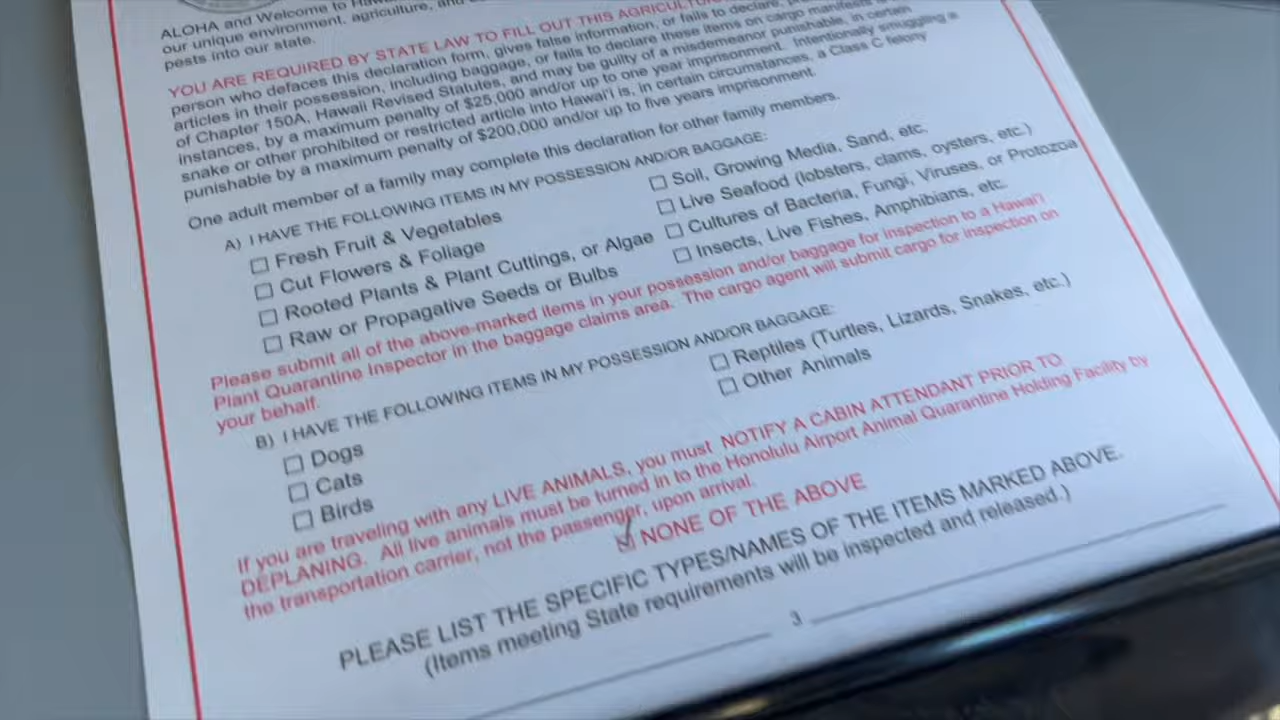 ALOHA and Welcome to
our unique environment, agriculture, and
pests into our state.
YOU ARE REQUIRED BY STATE LAW TO FILL OUT THIS
person who defaces this declaration form, gives false information, or fails to declare,
articles in their possession, including baggage, or fails to declare these items on cargo manifests
of Chapter 150A, Hawaii Revised Statutes, and may be guilty of a misdemeanor punishable, in certain
instances, by a maximum penalty of $25,000 and/or up to one year imprisonment. Intentionally smuggling a
snake or other prohibited or restricted article into Hawai'i is, in certain circumstances, a Class C felony
punishable by a maximum penalty of $200,000 and/or up to five years imprisonment.
One adult member of a family may complete this declaration for other family members.
A) I HAVE THE FOLLOWING ITEMS IN MY POSSESSION AND/OR BAGGAGE:
☐ Fresh Fruit & Vegetables
☐ Cut Flowers & Foliage
☐ Rooted Plants & Plant Cuttings, or Algae
☐ Raw or Propagative Seeds or Bulbs
☐ Soil, Growing Media, Sand, etc.
☐ Live Seafood (lobsters, clams, oysters, etc.)
☐ Cultures of Bacteria, Fungi, Viruses, or Protozoa
☐ Insects, Live Fishes, Amphibians, etc.
Please submit all of the above-marked items in your possession and/or baggage for inspection to a Hawai'i
Plant Quarantine Inspector in the baggage claims area. The cargo agent will submit cargo for inspection on
your behalf.
B) I HAVE THE FOLLOWING ITEMS IN MY POSSESSION AND/OR BAGGAGE:
☐ Dogs
☐ Cats
☐ Birds
☐ Reptiles (Turtles, Lizards, Snakes, etc.)
☐ Other Animals
If you are traveling with any LIVE ANIMALS, you must NOTIFY A CABIN ATTENDANT PRIOR TO
DEPLANING. All live animals must be turned in to the Honolulu Airport Animal Quarantine Holding Facility by
the transportation carrier, not the passenger, upon arrival.
☑ NONE OF THE ABOVE
PLEASE LIST THE SPECIFIC TYPES/NAMES OF THE ITEMS MARKED ABOVE.
(Items meeting State requirements will be inspected and released.)
3